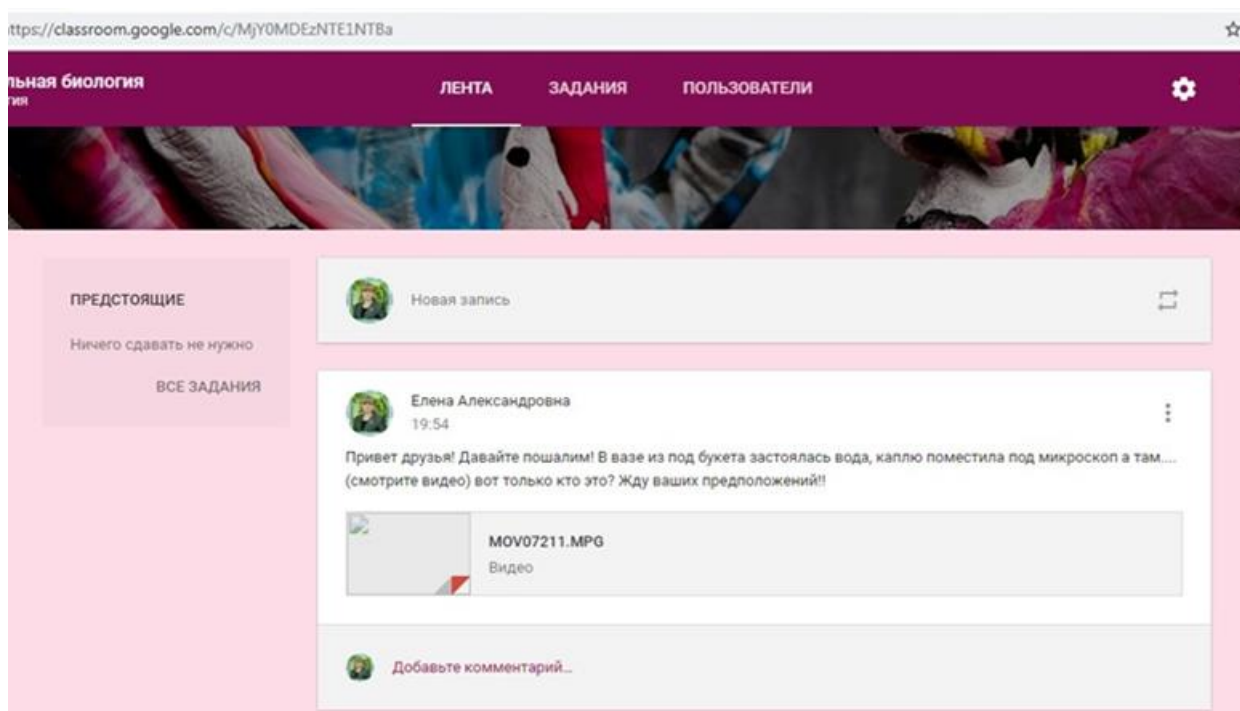 ttps://classroom.google.com/c/MjY0MDEzNTE1NTBa
льная биология
гия
ЛЕНТА ЗАДАНИЯ ПОЛЬЗОВАТЕЛИ
ПРЕДСТОЯЩИЕ
Ничего сдавать не нужно
ВСЕ ЗАДАНИЯ
Новая запись
Елена Александровна
19:54
Привет друзья! Давайте пошалим! В вазе из под букета застоялась вода, каплю поместила под микроскоп а там....
(смотрите видео) вот только кто это? Жду ваших предположений!!
MOV07211.MPG
Видео
Добавьте комментарий...